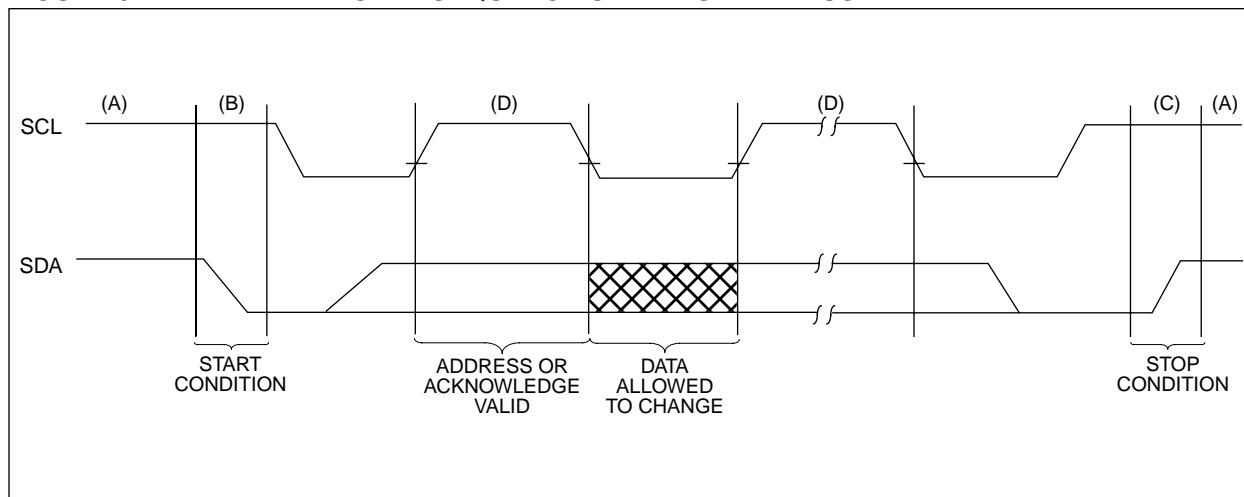 (A) (B) (D) (D) (C) (A)
SCL
SDA
START
CONDITION
ADDRESS OR
ACKNOWLEDGE
VALID
DATA
ALLOWED
TO CHANGE
STOP
CONDITION